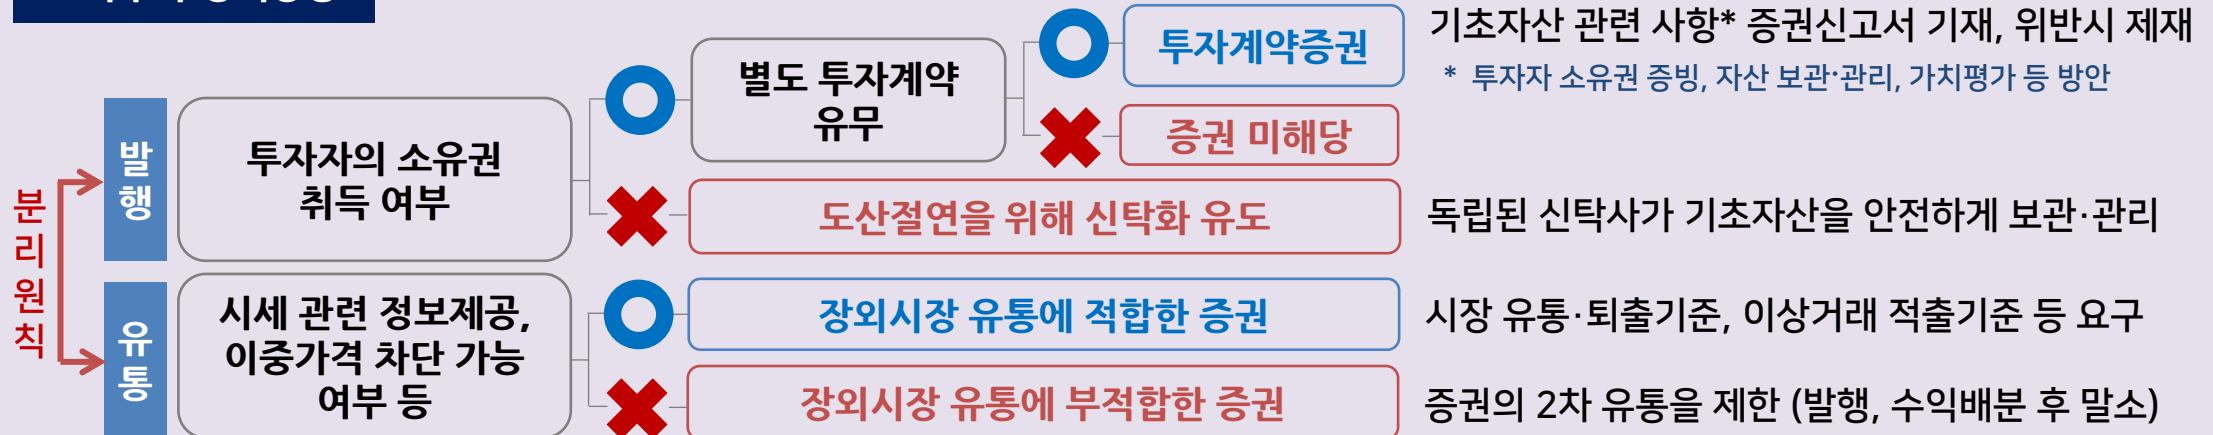 분리원칙
발행
투자자의 소유권
취득 여부
별도 투자계약
유무
투자계약증권
기초자산 관련 사항* 증권신고서 기재, 위반시 제재
* 투자자 소유권 증빙, 자산 보관·관리, 가치평가 등 방안
증권 미해당
도산절연을 위해 신탁화 유도
독립된 신탁사가 기초자산을 안전하게 보관·관리
유통
시세 관련 정보제공,
이중가격 차단 가능
여부 등
장외시장 유통에 적합한 증권
시장 유통·퇴출기준, 이상거래 적출기준 등 요구
장외시장 유통에 부적합한 증권
증권의 2차 유통을 제한 (발행, 수익배분 후 말소)